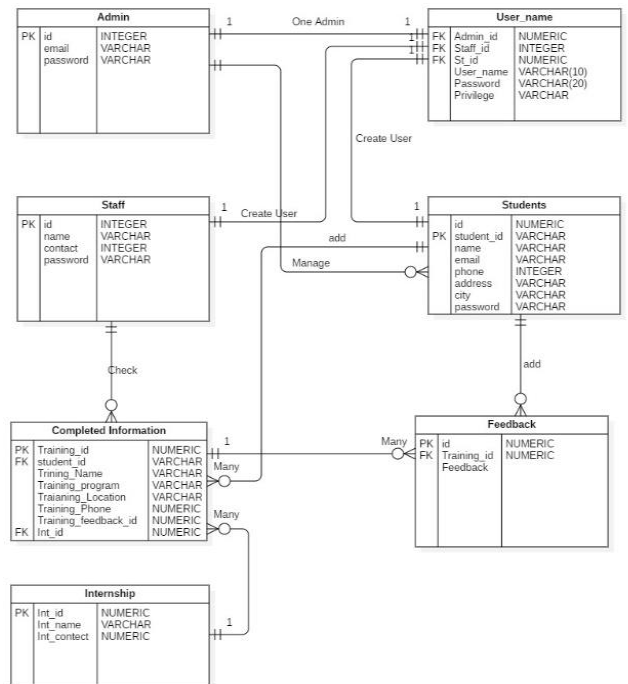 Admin
PK id INTEGER
email VARCHAR
password VARCHAR
1 One Admin 1
User_name
1 FK Admin_id NUMERIC
1 FK Staff_id INTEGER
FK St_id NUMERIC
User_name VARCHAR(10)
Password VARCHAR(20)
Privilege VARCHAR
Create User
Staff
PK id INTEGER
name VARCHAR
contact INTEGER
password VARCHAR
1 Create User
add
Manage
1
Students
id NUMERIC
PK student_id VARCHAR
name VARCHAR
email VARCHAR
phone INTEGER
address VARCHAR
city VARCHAR
password VARCHAR
Check
add
Completed Information
PK Training_id NUMERIC
FK student_id VARCHAR
Trining_Name VARCHAR
Training_program VARCHAR
Traianing_Location VARCHAR
Training_Phone NUMERIC
Training_feedback_id NUMERIC
FK Int_id NUMERIC
1 Many
Many
Many
Feedback
PK id NUMERIC
FK Training_id NUMERIC
Feedback
Internship
PK Int_id NUMERIC
Int_name VARCHAR
Int_contect NUMERIC
1